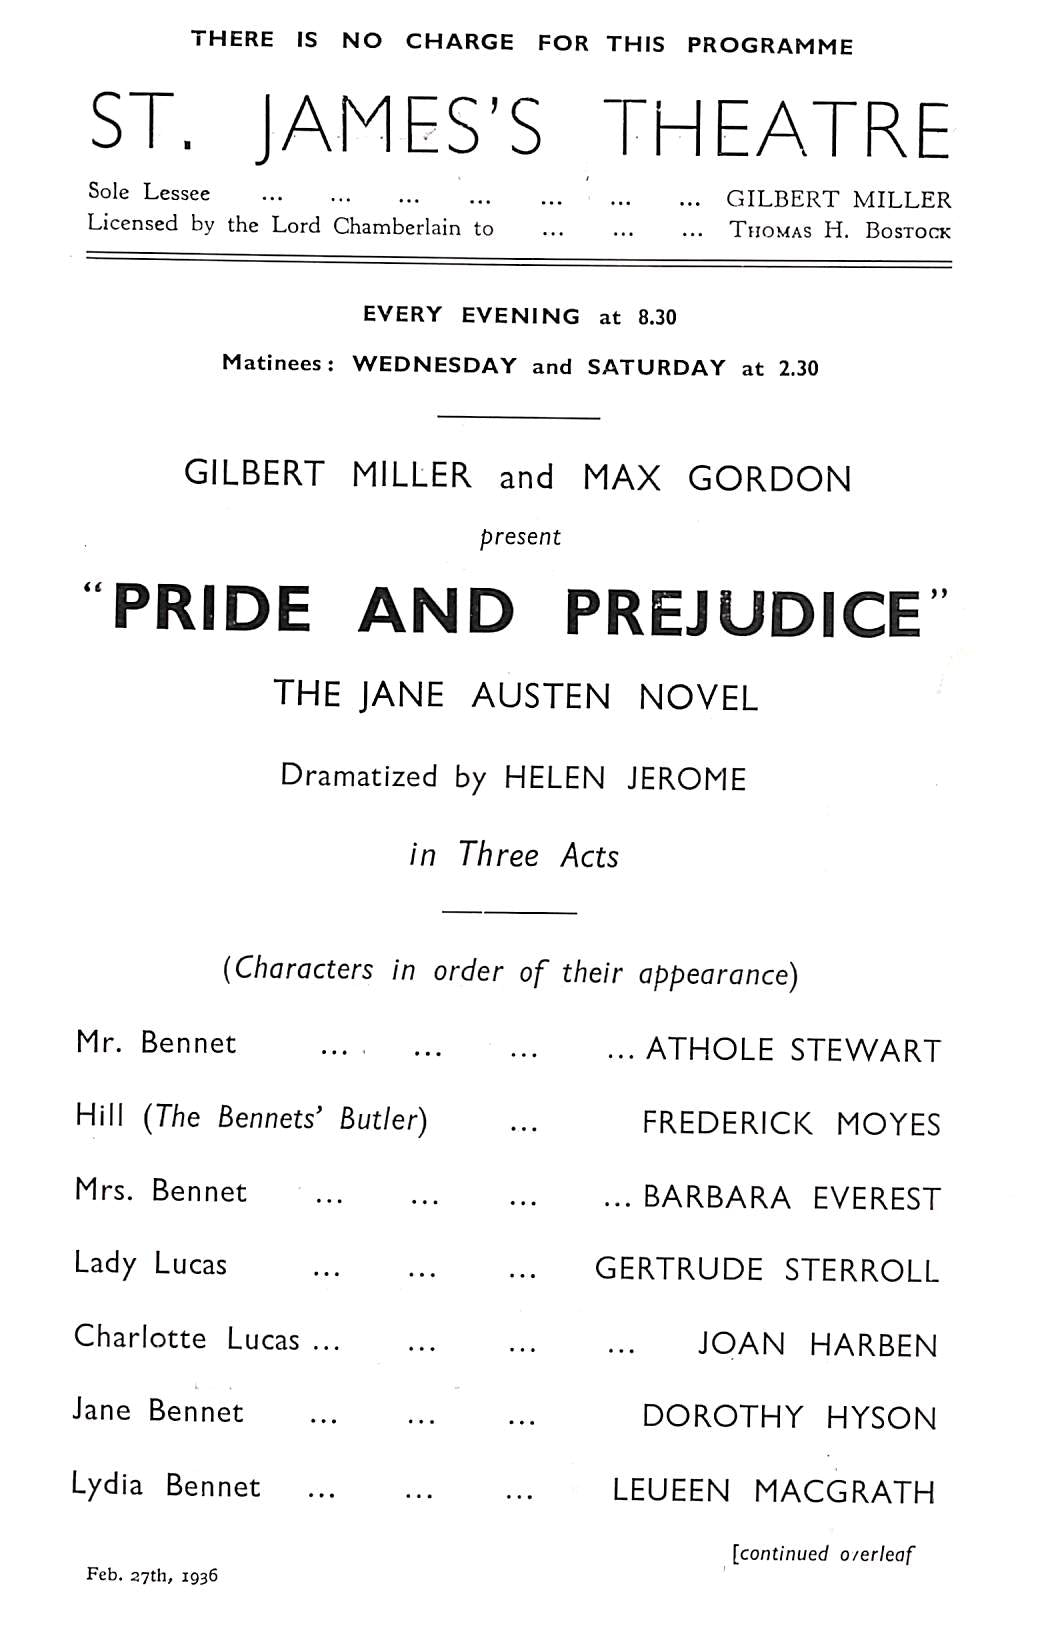 THERE IS NO CHARGE FOR THIS PROGRAMME
ST. JAMES'S THEATRE
Sole Lessee ... ... ... ... ... ... ... GILBERT MILLER
Licensed by the Lord Chamberlain to ... ... ... THOMAS H. BOSTOCK
EVERY EVENING at 8.30
Matinees: WEDNESDAY and SATURDAY at 2.30
GILBERT MILLER and MAX GORDON
present
"PRIDE AND PREJUDICE"
THE JANE AUSTEN NOVEL
Dramatized by HELEN JEROME
in Three Acts
(Characters in order of their appearance)
Mr. Bennet ... ... ... ... ATHOLE STEWART
Hill (The Bennets' Butler) ... FREDERICK MOYES
Mrs. Bennet ... ... ... ... BARBARA EVEREST
Lady Lucas ... ... ... GERTRUDE STERROLL
Charlotte Lucas ... ... ... ... JOAN HARBEN
Jane Bennet ... ... ... DOROTHY HYSON
Lydia Bennet ... ... ... LEUEEN MACGRATH
[continued overleaf
Feb. 27th, 1936